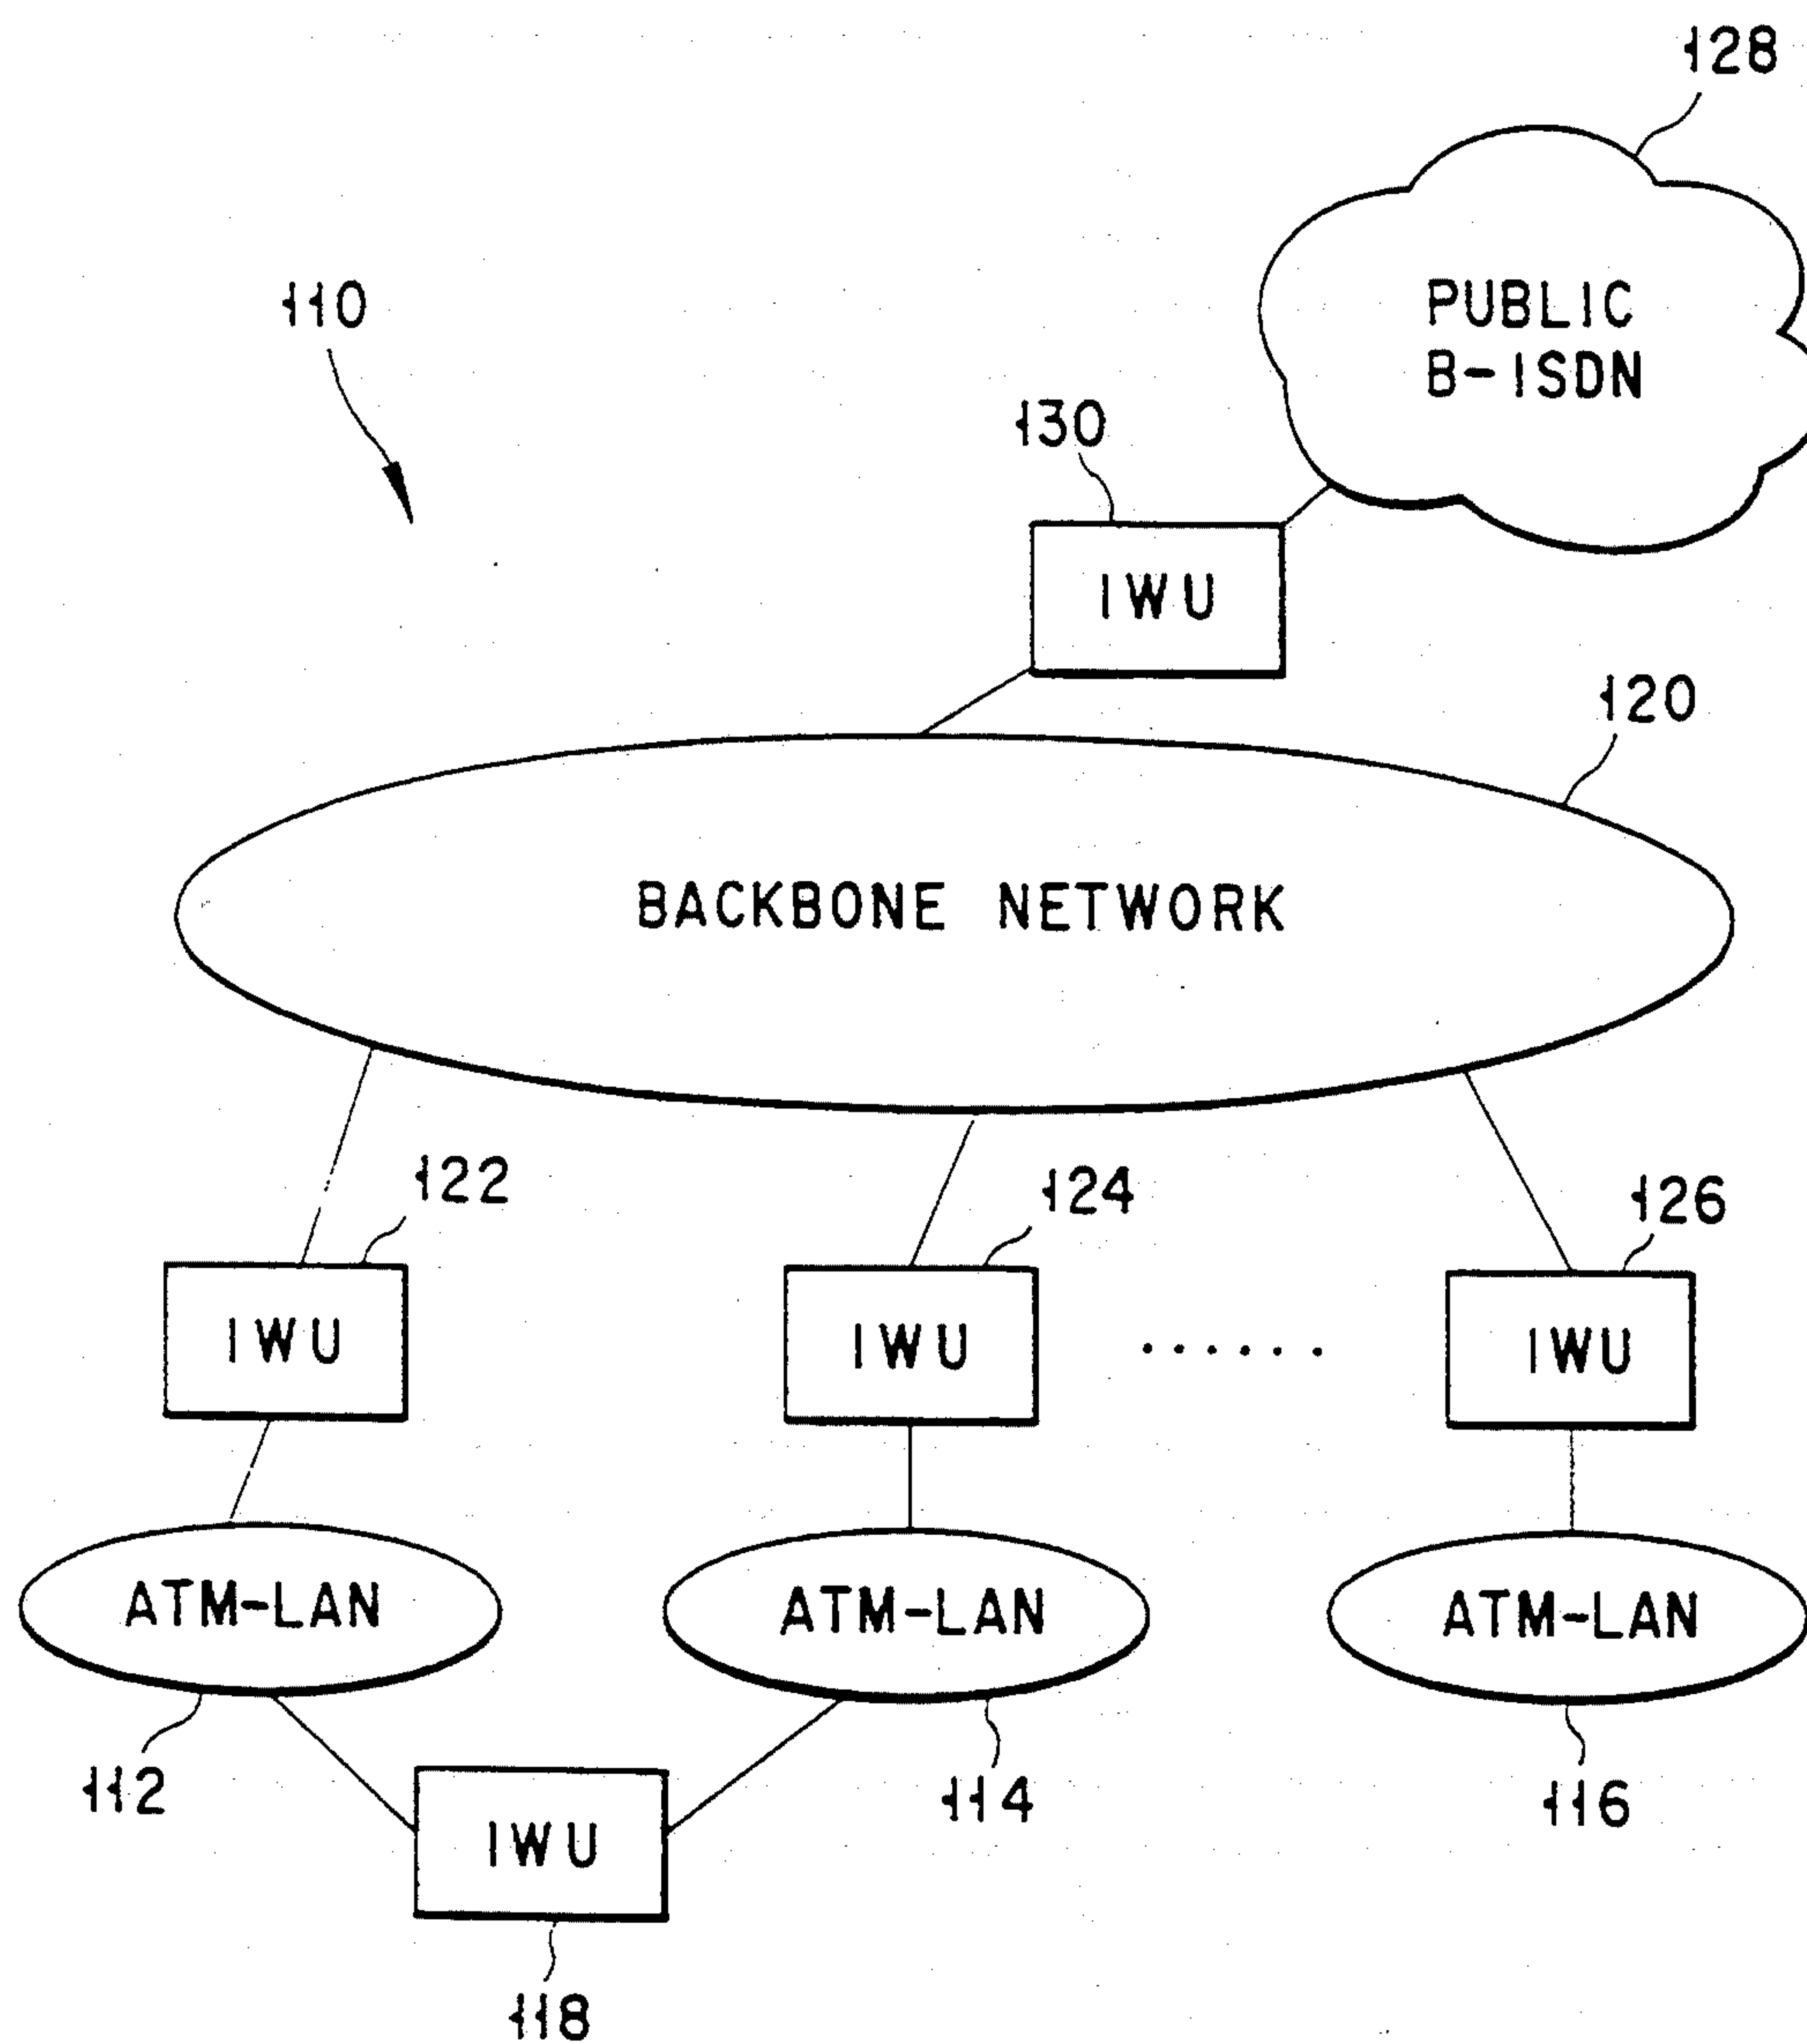 128
110
PUBLIC
B-ISDN
130
IWU
120
BACKBONE NETWORK
122
124
126
IWU
IWU
......
IWU
ATM-LAN
ATM-LAN
ATM-LAN
112
114
116
IWU
118